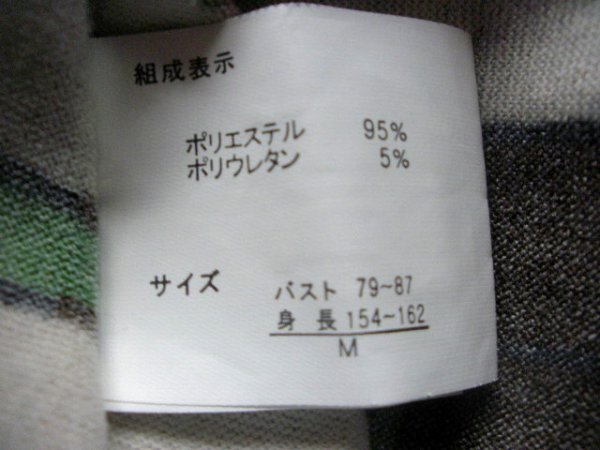 組成表示
ポリエステル 95%
ポリウレタン 5%
サイズ
バスト 79~87
身長 154~162
M